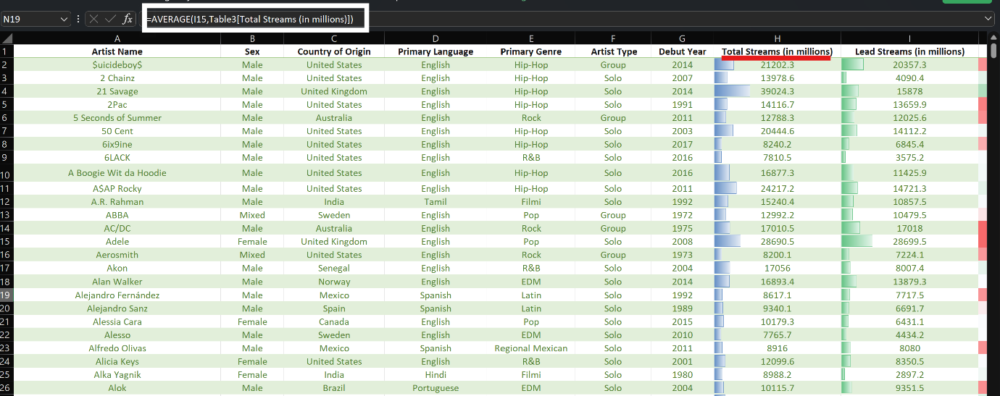 N19 fx =AVERAGE(I15,Table3[Total Streams (in millions)])
A B C D E F G H I
1 Artist Name Sex Country of Origin Primary Language Primary Genre Artist Type Debut Year Total Streams (in millions) Lead Streams (in millions)
2 $uicideboy$ Male United States English Hip-Hop Group 2014 21202.3 20357.3
3 2 Chainz Male United States English Hip-Hop Solo 2007 13978.6 4090.4
4 21 Savage Male United Kingdom English Hip-Hop Solo 2014 39024.3 15878
5 2Pac Male United States English Hip-Hop Solo 1991 14116.7 13659.9
6 5 Seconds of Summer Male Australia English Rock Group 2011 12788.3 12025.6
7 50 Cent Male United States English Hip-Hop Solo 2003 20444.6 14112.2
8 6ix9ine Male United States English Hip-Hop Solo 2017 8240.2 6845.4
9 6LACK Male United States English R&B Solo 2016 7810.5 3575.2
10 A Boogie Wit da Hoodie Male United States English Hip-Hop Solo 2016 16877.3 11425.9
11 A$AP Rocky Male United States English Hip-Hop Solo 2011 24217.2 14721.3
12 A.R. Rahman Male India Tamil Filmi Solo 1992 15240.4 10857.5
13 ABBA Mixed Sweden English Pop Group 1972 12992.2 10479.5
14 AC/DC Male Australia English Rock Group 1975 17010.5 17018
15 Adele Female United Kingdom English Pop Solo 2008 28690.5 28699.5
16 Aerosmith Mixed United States English Rock Group 1973 8200.1 7224.1
17 Akon Male Senegal English R&B Solo 2004 17056 8007.4
18 Alan Walker Male Norway English EDM Solo 2014 16893.4 13879.3
19 Alejandro Fernández Male Mexico Spanish Latin Solo 1992 8617.1 7717.5
20 Alejandro Sanz Male Spain Spanish Latin Solo 1989 9340.1 6691.7
21 Alessia Cara Female Canada English Pop Solo 2015 10179.3 6431.1
22 Alesso Male Sweden English EDM Solo 2010 7765.7 4434.2
23 Alfredo Olivas Male Mexico Spanish Regional Mexican Solo 2011 8916 8080
24 Alicia Keys Female United States English R&B Solo 2001 12099.6 8350.5
25 Alka Yagnik Female India Hindi Filmi Solo 1980 8988.2 2897.2
26 Alok Male Brazil Portuguese EDM Solo 2004 10115.7 9351.5